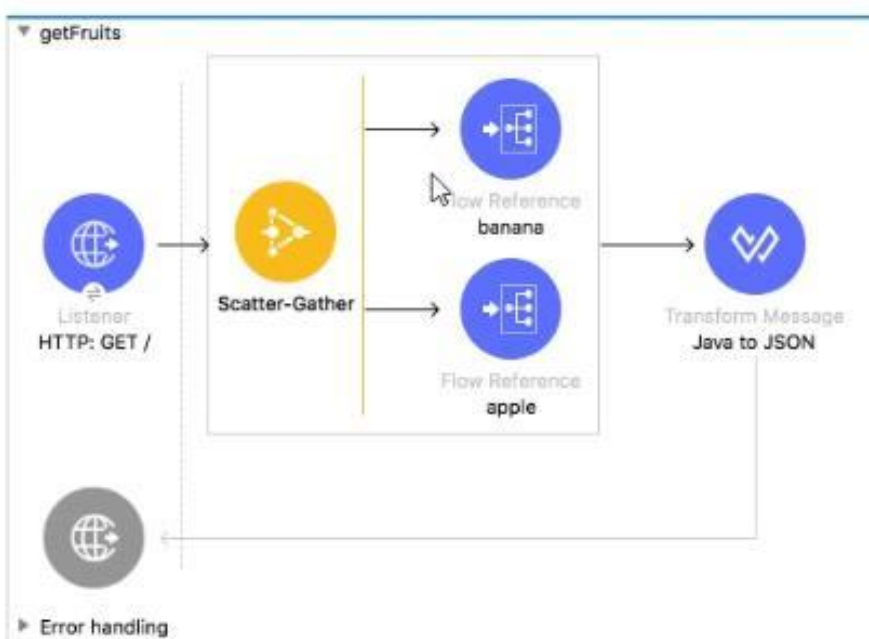 getFruits
Listener
HTTP: GET /
Scatter-Gather
Flow Reference
banana
Flow Reference
apple
Transform Message
Java to JSON
Error handling